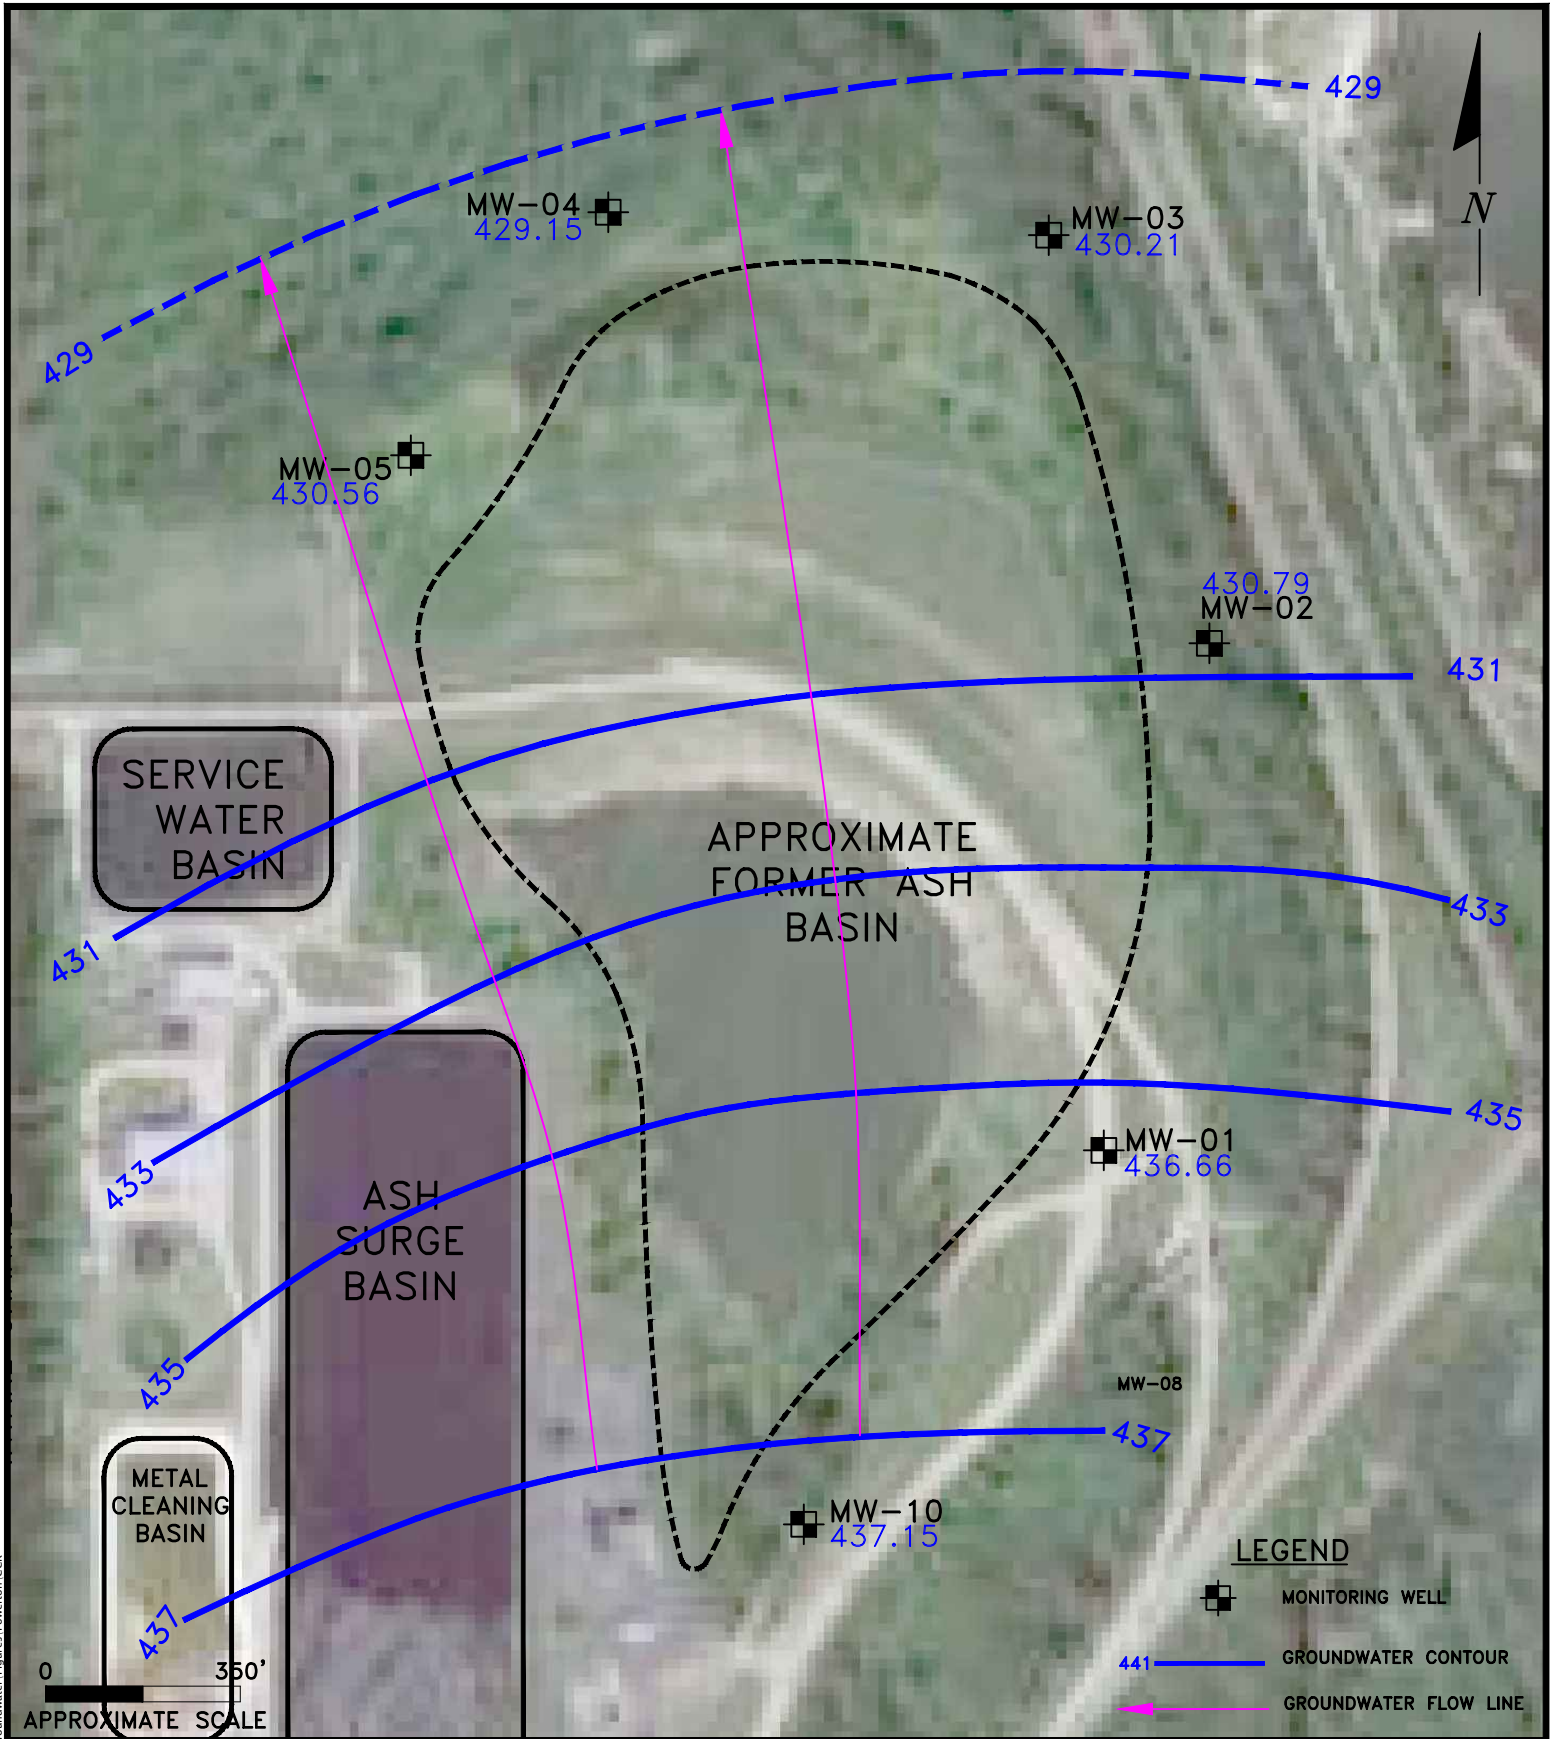 429
N
MW-04
429.15
MW-03
430.21
429
MW-05
430.56
430.79
MW-02
431
SERVICE
WATER
BASIN
APPROXIMATE
FORMER ASH
BASIN
433
431
435
MW-01
436.66
433
ASH
SURGE
BASIN
435
MW-08
437
METAL
CLEANING
BASIN
MW-10
437.15
437
LEGEND
MONITORING WELL
441
GROUNDWATER CONTOUR
GROUNDWATER FLOW LINE
0
350'
APPROXIMATE SCALE